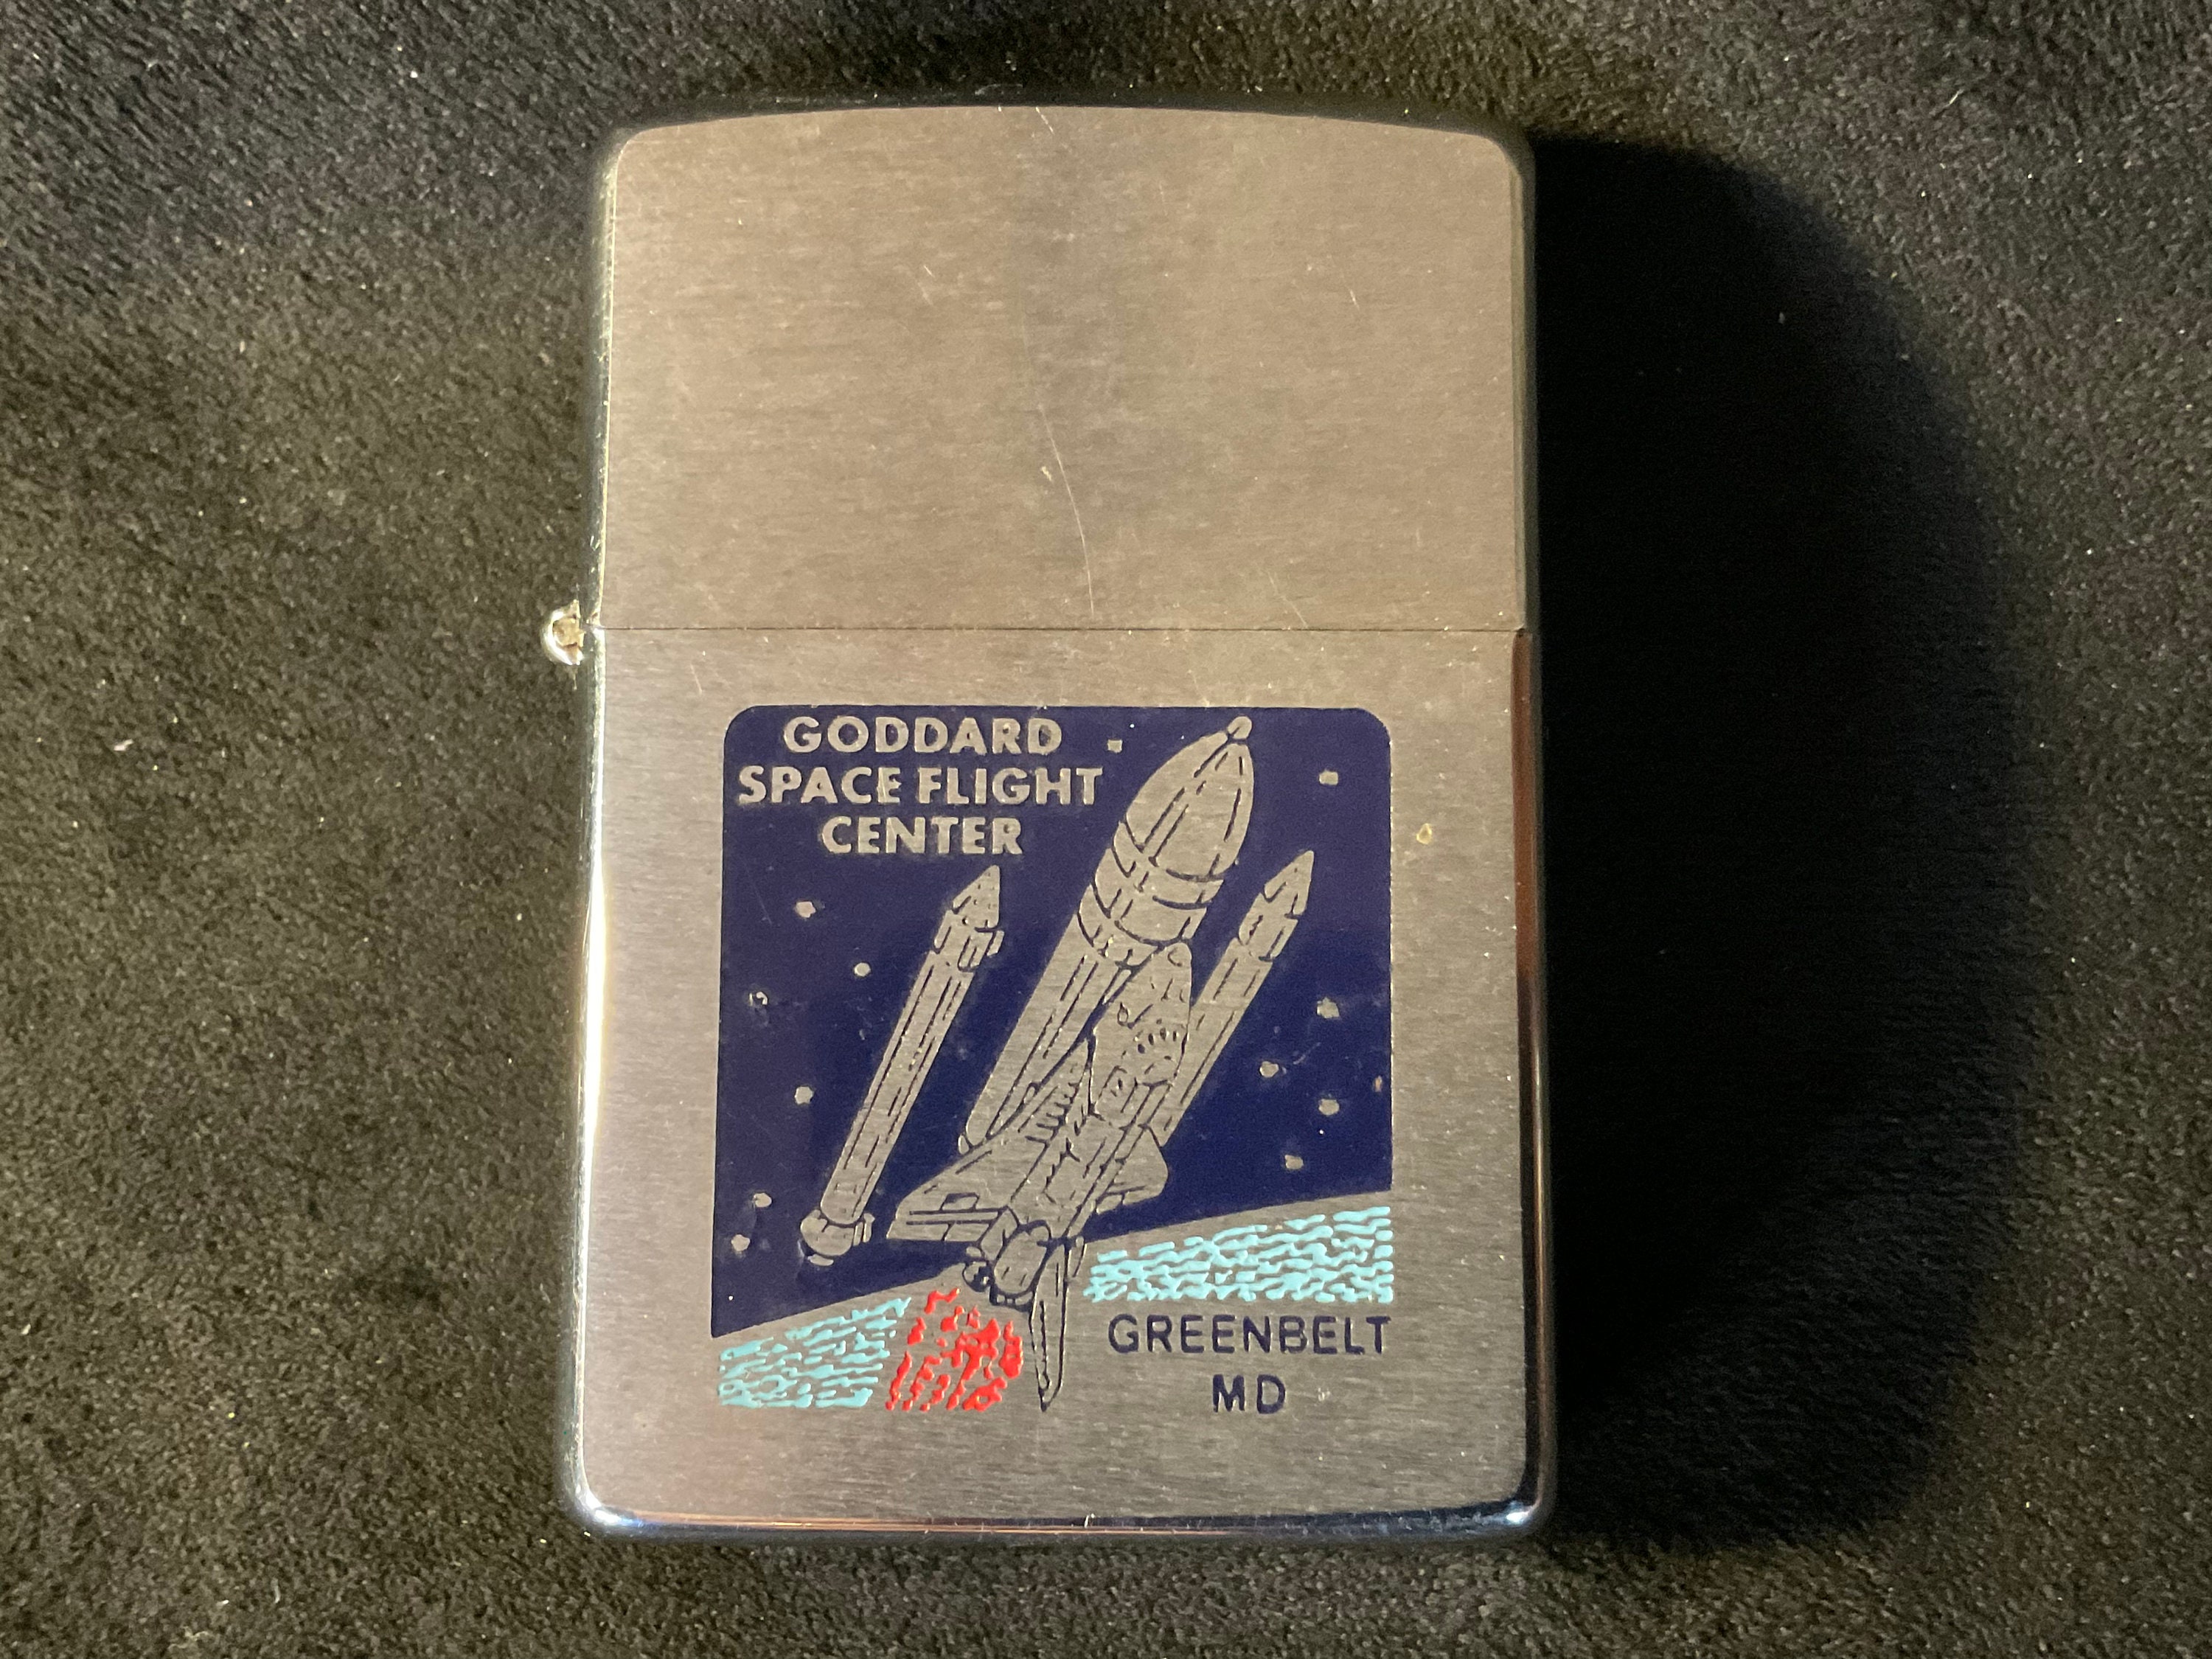 GODDARD
SPACE FLIGHT
CENTER
GREENBELT
MD